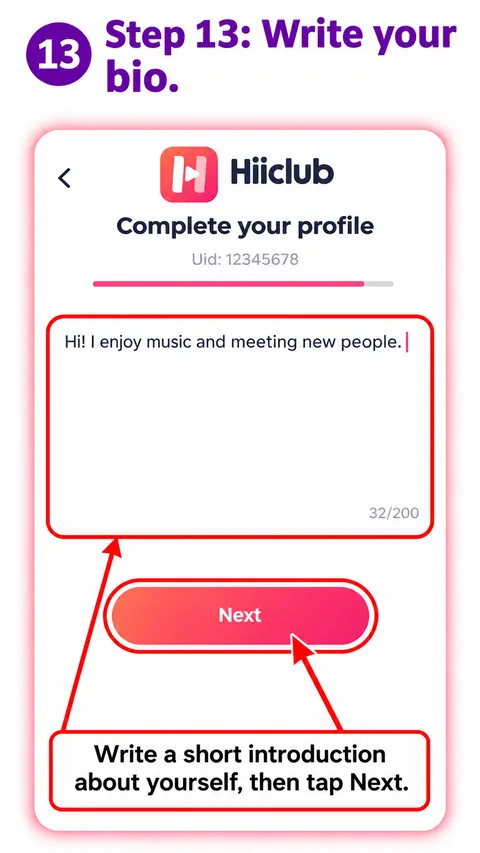 13
Step 13: Write your
bio.
Hiiclub
Complete your profile
Uid: 12345678
Hi! I enjoy music and meeting new people.
32/200
Next
Write a short introduction
about yourself, then tap Next.